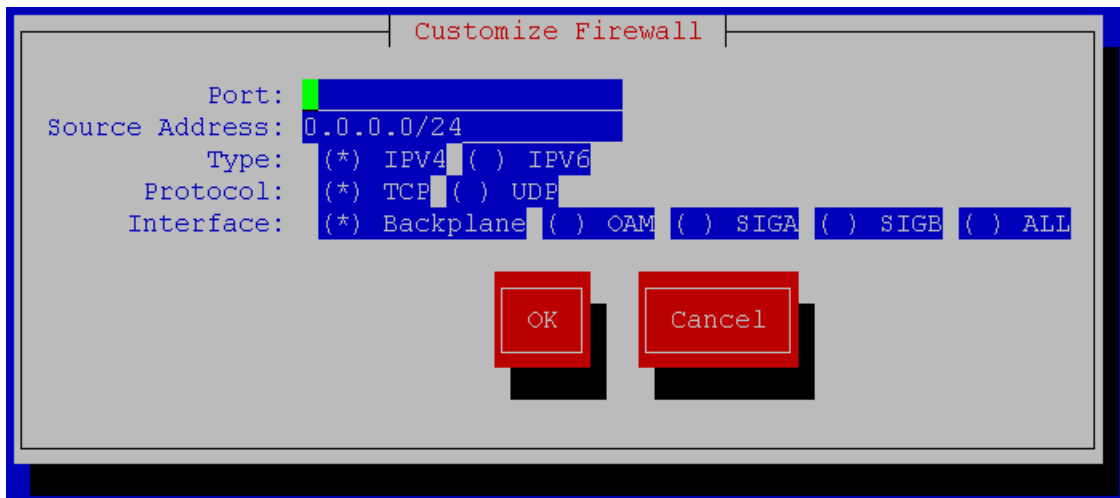 Customize Firewall
Port:
Source Address: 0.0.0.0/24
Type: (*) IPV4 ( ) IPV6
Protocol: (*) TCP ( ) UDP
Interface: (*) Backplane ( ) OAM ( ) SIGA ( ) SIGB ( ) ALL
OK Cancel